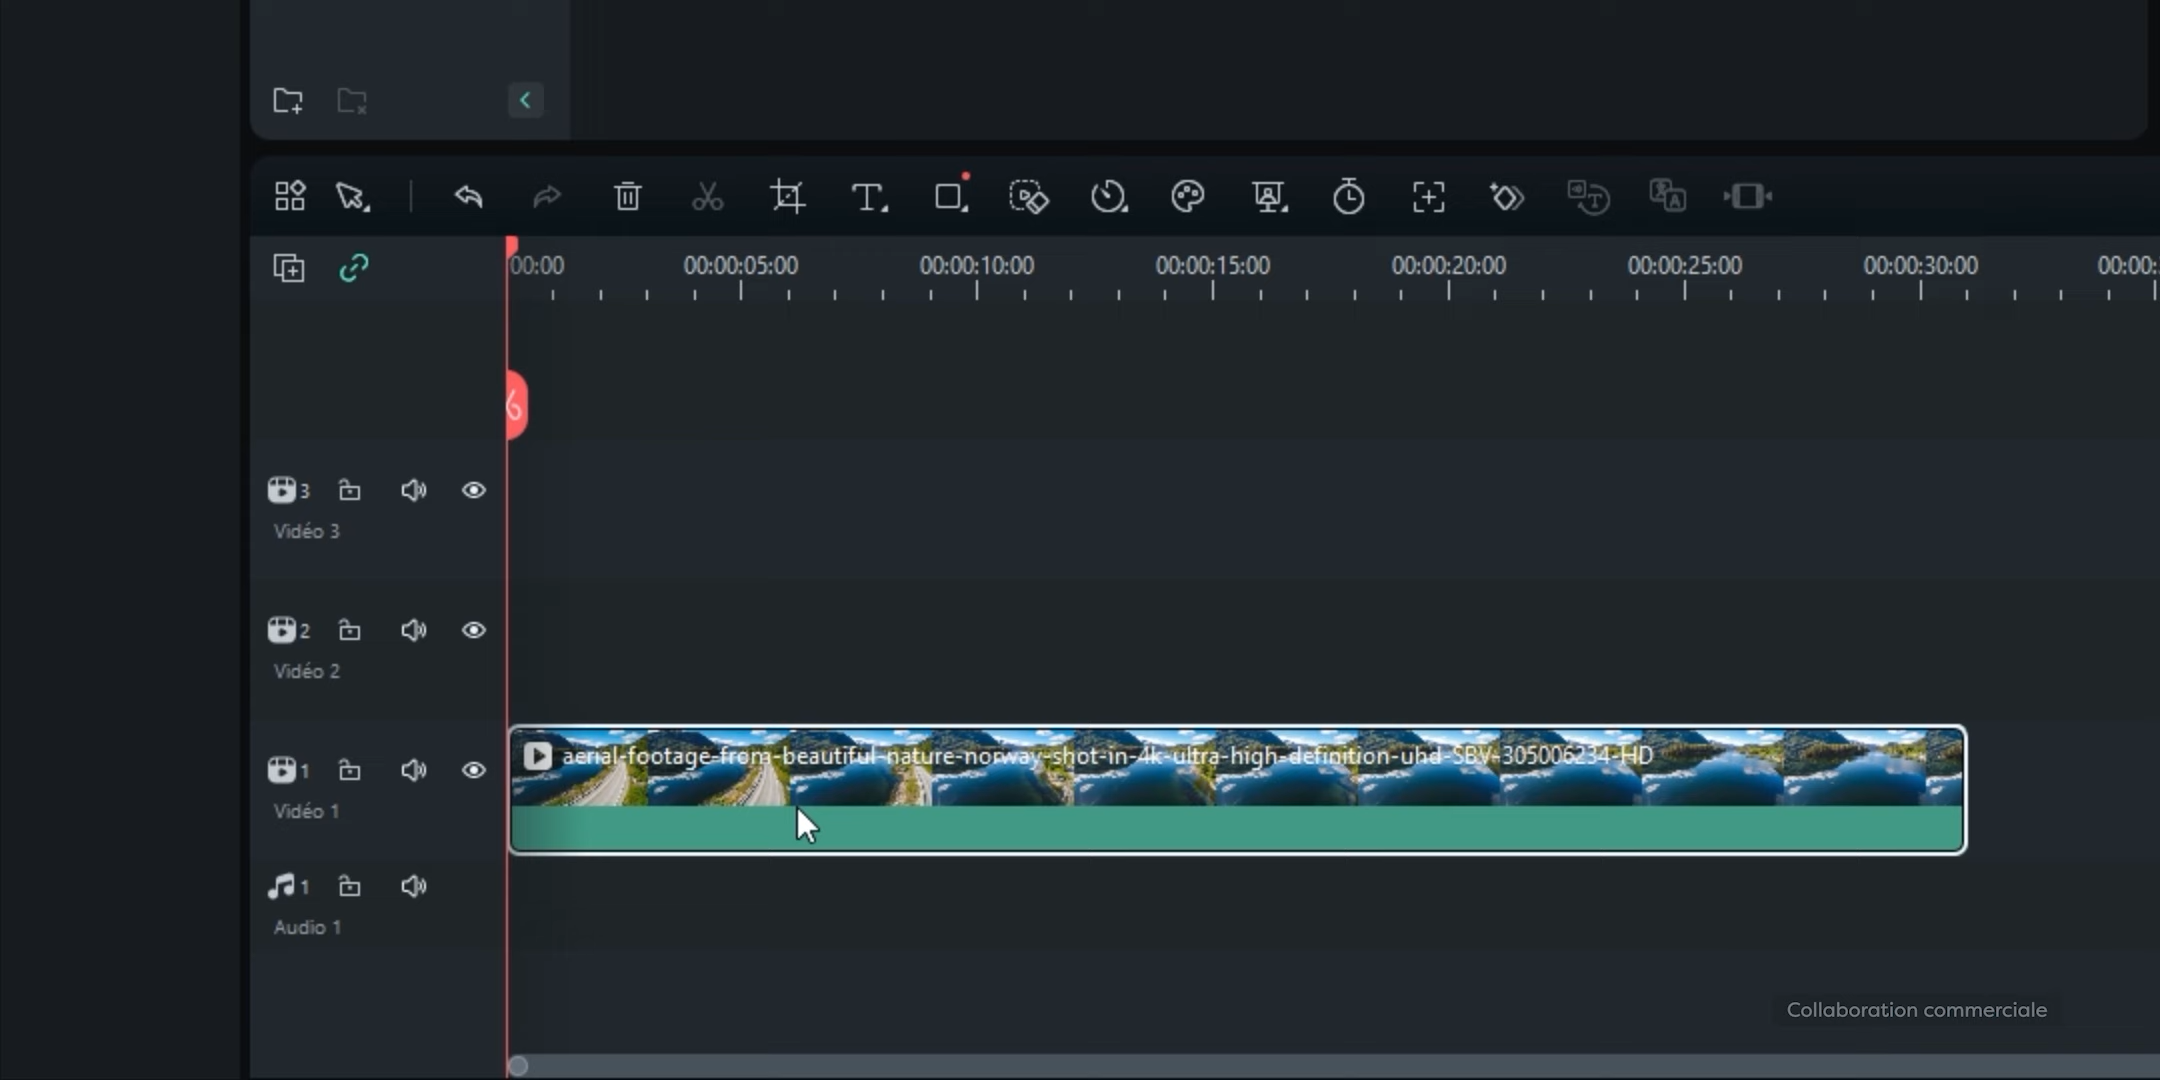 00:00 00:00:05:00 00:00:10:00 00:00:15:00 00:00:20:00 00:00:25:00 00:00:30:00 00:00:
3
Vidéo 3
2
Vidéo 2
aerial-footage-from-beautiful-nature-norway-shot-in-4k-ultra-high-definition-uhd-SBV-305006234-HD
1
Vidéo 1
1
Audio 1
Collaboration commerciale